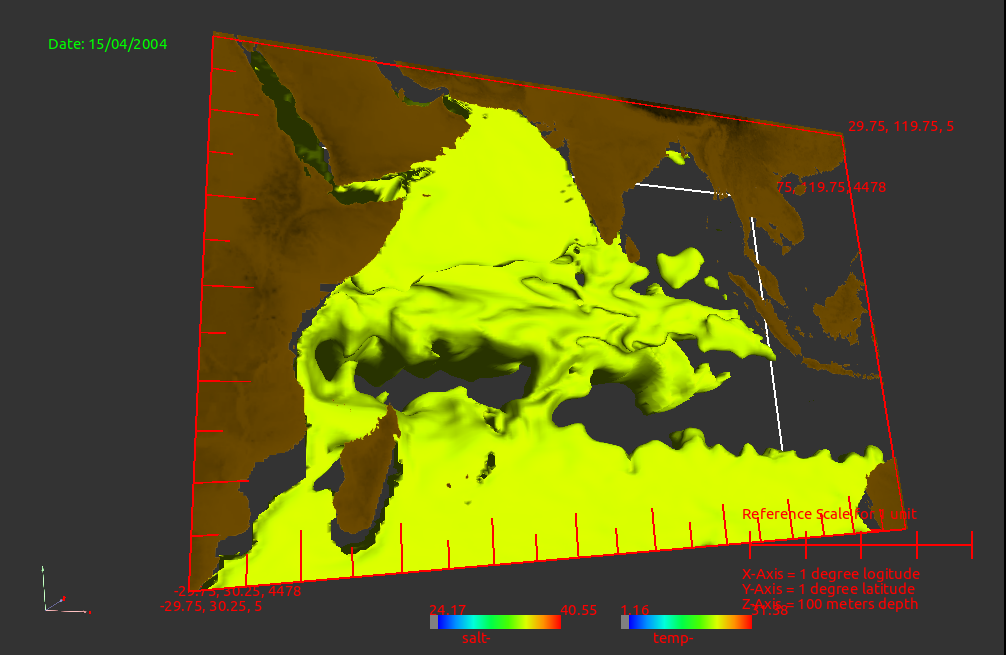 Date: 15/04/2004
29.75, 119.75, 5
75, 119.75, 4478
Reference Scale for 1 unit
X-Axis = 1 degree logitude
Y-Axis = 1 degree latitude
Z-Axis = 100 meters depth
-29.75, 30.25, 4478
-29.75, 30.25, 5
24.17 40.55 1.16 31.58
salt- temp-